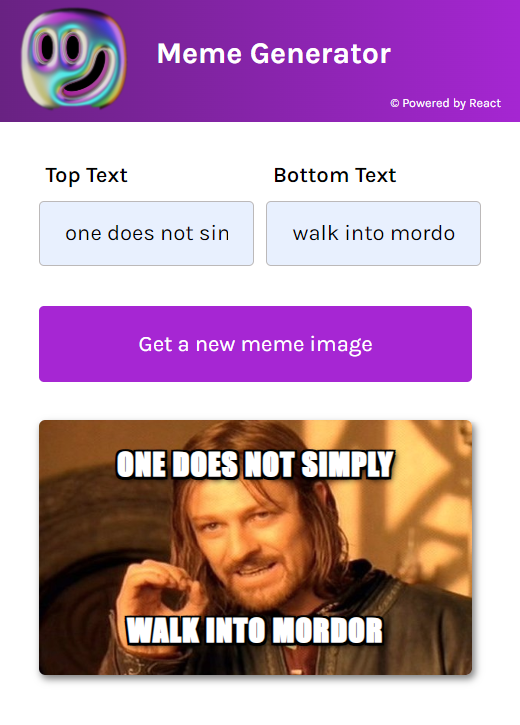 Meme Generator
© Powered by React
Top Text
Bottom Text
one does not sin
walk into mordo
Get a new meme image
ONE DOES NOT SIMPLY
WALK INTO MORDOR